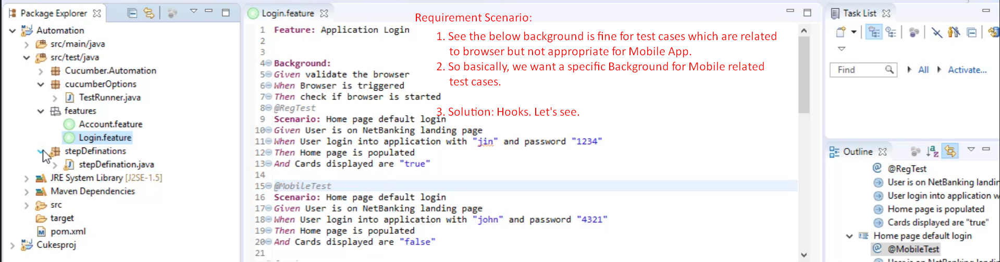 Package Explorer
Automation
src/main/java
src/test/java
Cucumber.Automation
cucumberOptions
TestRunner.java
features
Account.feature
Login.feature
stepDefinations
stepDefination.java
JRE System Library [J2SE-1.5]
Maven Dependencies
src
target
pom.xml
Cukesproj
Login.feature
1 Feature: Application Login
2
3
4 Background:
5 Given validate the browser
6 When Browser is triggered
7 Then check if browser is started
8 @RegTest
9 Scenario: Home page default login
10 Given User is on NetBanking landing page
11 When User login into application with "jin" and password "1234"
12 Then Home page is populated
13 And Cards displayed are "true"
14
15 @MobileTest
16 Scenario: Home page default login
17 Given User is on NetBanking landing page
18 When User login into application with "john" and password "4321"
19 Then Home page is populated
20 And Cards displayed are "false"
21
Requirement Scenario:
1. See the below background is fine for test cases which are related
to browser but not appropriate for Mobile App.
2. So basically, we want a specific Background for Mobile related
test cases.
3. Solution: Hooks. Let's see.
Task List
Find
All
Activate...
Outline
@RegTest
User is on NetBanking landin
User login into application w
Home page is populated
Cards displayed are "true"
Home page default login
@MobileTest